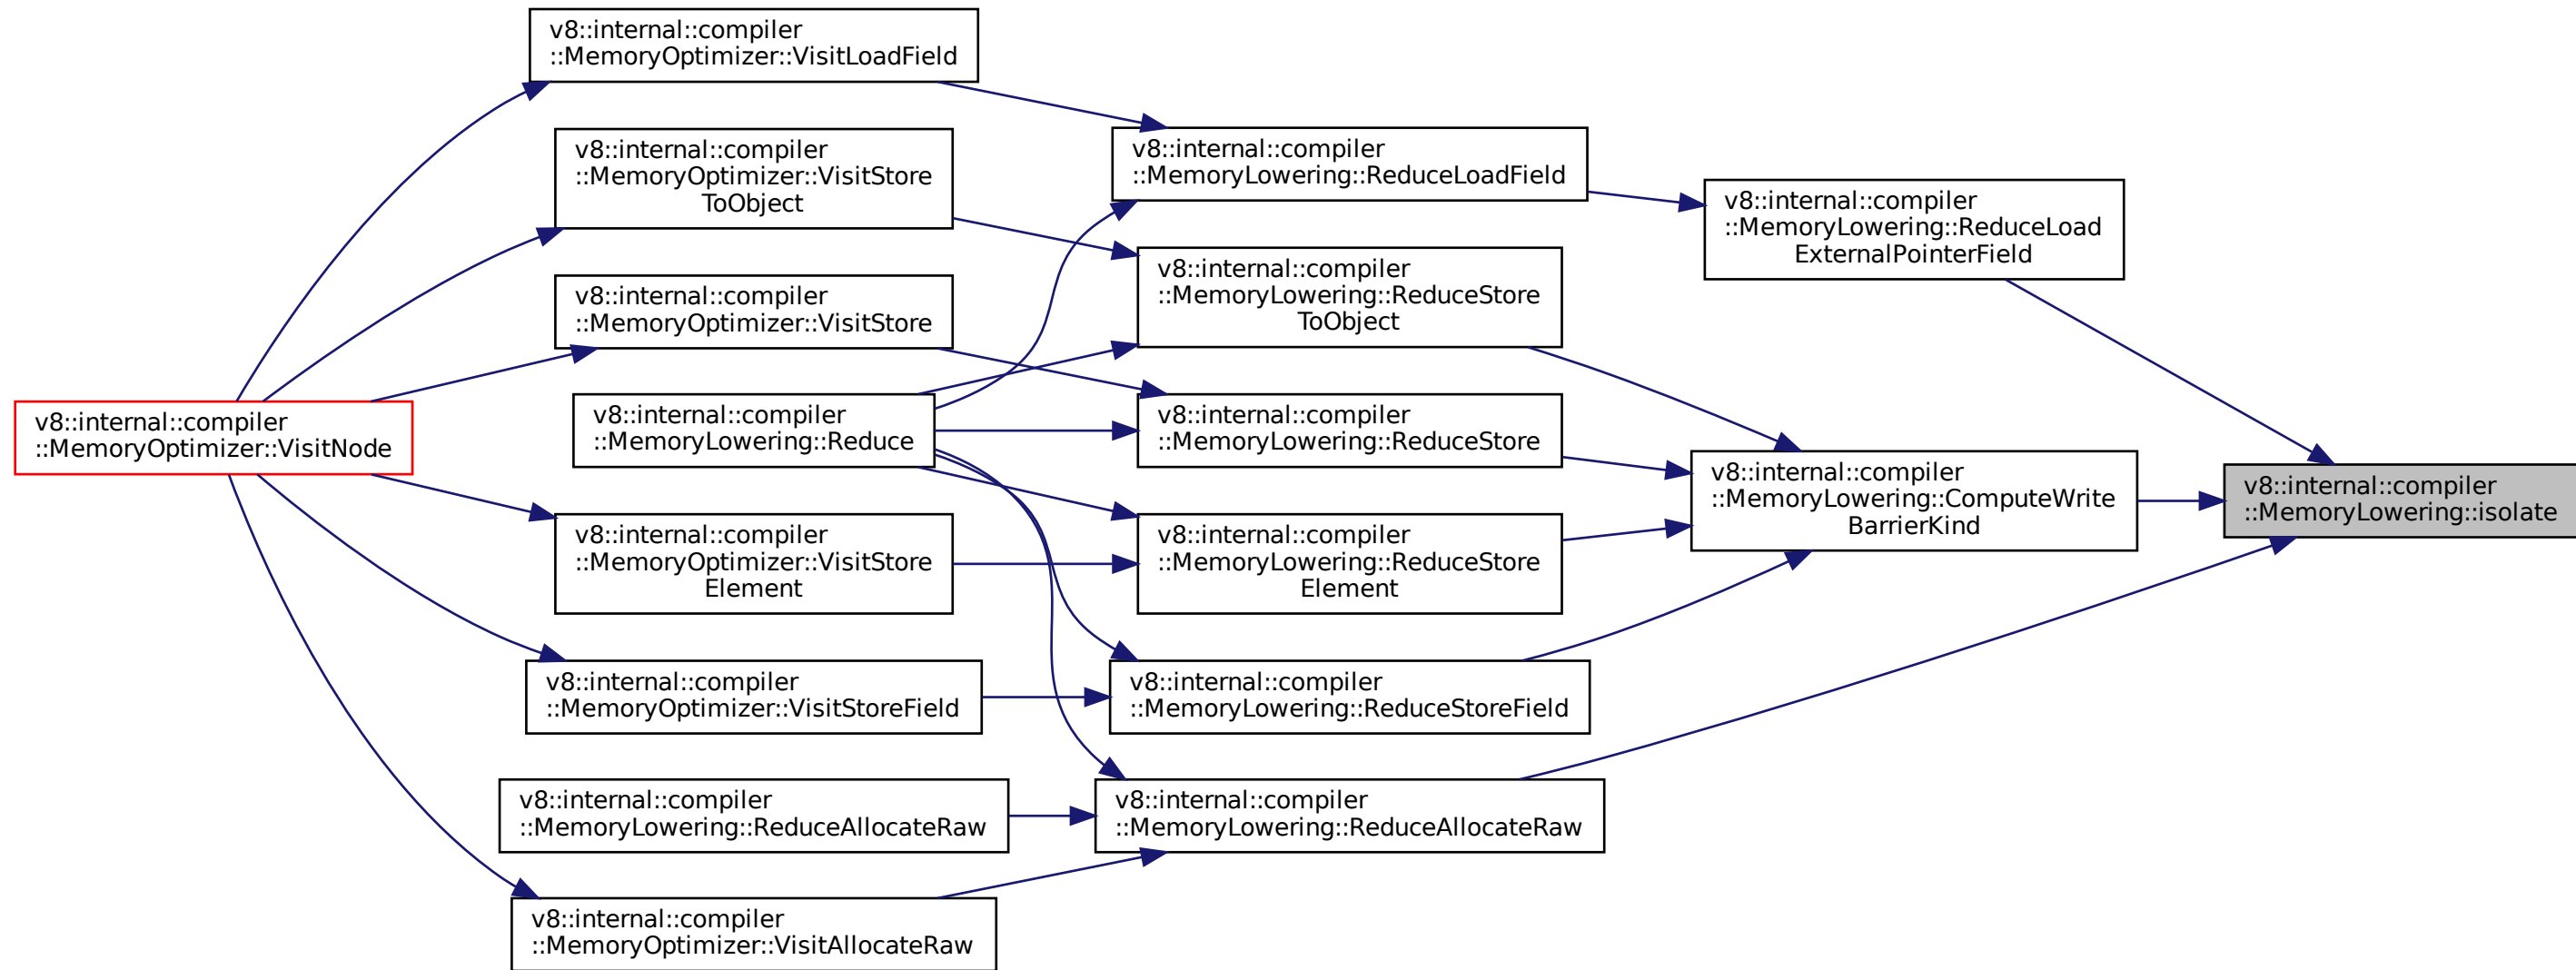 v8::internal::compiler
::MemoryOptimizer::VisitLoadField
v8::internal::compiler
::MemoryOptimizer::VisitStore
ToObject
v8::internal::compiler
::MemoryOptimizer::VisitStore
v8::internal::compiler
::MemoryLowering::Reduce
v8::internal::compiler
::MemoryOptimizer::VisitNode
v8::internal::compiler
::MemoryOptimizer::VisitStore
Element
v8::internal::compiler
::MemoryOptimizer::VisitStoreField
v8::internal::compiler
::MemoryLowering::ReduceAllocateRaw
v8::internal::compiler
::MemoryOptimizer::VisitAllocateRaw
v8::internal::compiler
::MemoryLowering::ReduceLoadField
v8::internal::compiler
::MemoryLowering::ReduceStore
ToObject
v8::internal::compiler
::MemoryLowering::ReduceStore
v8::internal::compiler
::MemoryLowering::ReduceStore
Element
v8::internal::compiler
::MemoryLowering::ReduceStoreField
v8::internal::compiler
::MemoryLowering::ReduceAllocateRaw
v8::internal::compiler
::MemoryLowering::ReduceLoad
ExternalPointerField
v8::internal::compiler
::MemoryLowering::ComputeWrite
BarrierKind
v8::internal::compiler
::MemoryLowering::isolate